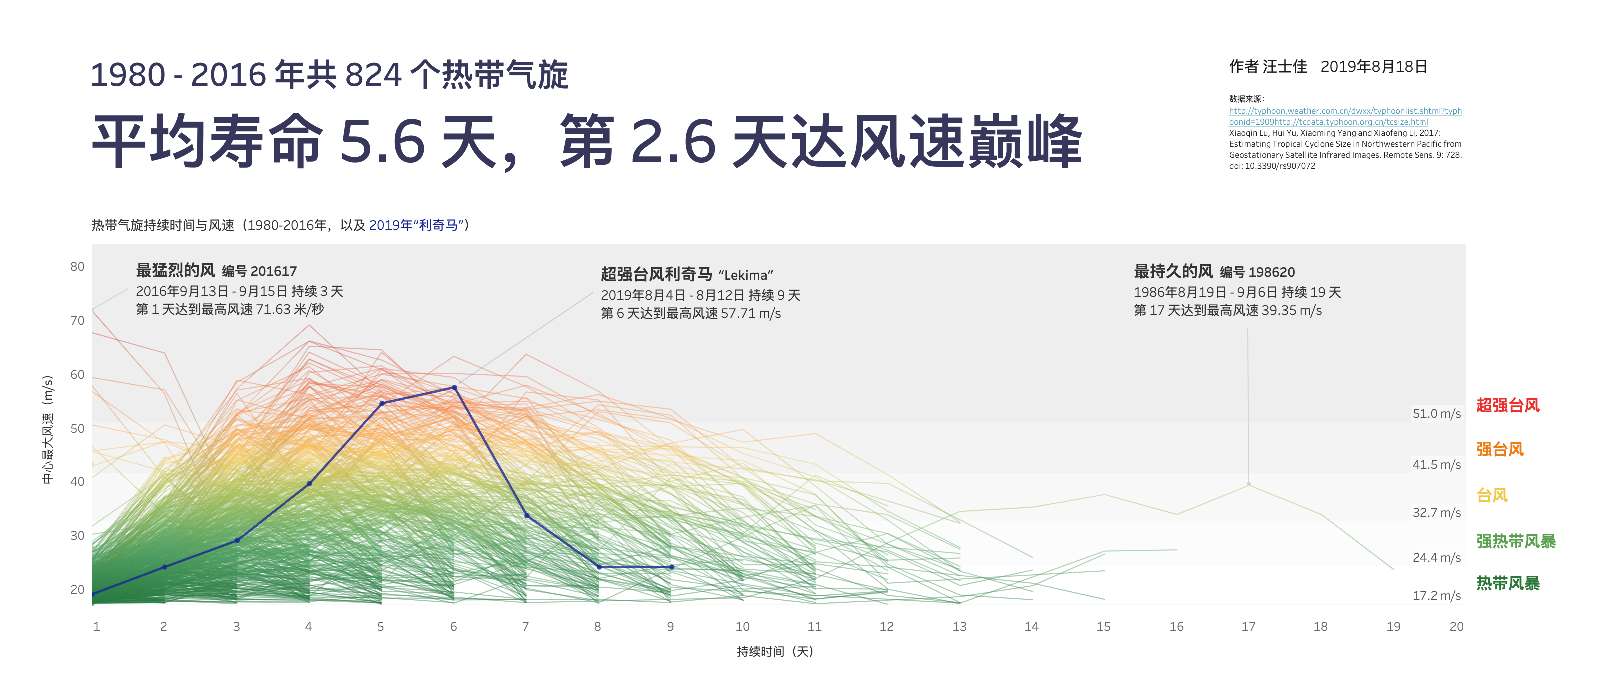 1980 - 2016 年共 824 个热带气旋
平均寿命 5.6 天，第 2.6 天达风速巅峰
作者 汪士佳 2019年8月18日
数据来源：
http://typhoon.weather.com.cn/dwxx/typhoon-list.shtml?typh
oonid=1909http://tcdata.typhoon.org.cn/tcsize.html
Xiaoqin Lu, Hui Yu, Xiaoming Yang and Xiaofeng Li. 2017:
Estimating Tropical Cyclone Size in Northwestern Pacific from
Geostationary Satellite Infrared Images. Remote Sens. 9: 728.
doi: 10.3390/rs907072
热带气旋持续时间与风速（1980-2016年，以及 2019年“利奇马”）
最猛烈的风 编号 201617
2016年9月13日 - 9月15日 持续 3 天
第 1 天达到最高风速 71.63 米/秒
超强台风利奇马 “Lekima”
2019年8月4日 - 8月12日 持续 9 天
第 6 天达到最高风速 57.71 m/s
最持久的风 编号 198620
1986年8月19日 - 9月6日 持续 19 天
第 17 天达到最高风速 39.35 m/s
中心最大风速（m/s）
80
70
60
50
40
30
20
51.0 m/s
超强台风
41.5 m/s
强台风
32.7 m/s
台风
24.4 m/s
强热带风暴
17.2 m/s
热带风暴
1 2 3 4 5 6 7 8 9 10 11 12 13 14 15 16 17 18 19 20
持续时间（天）